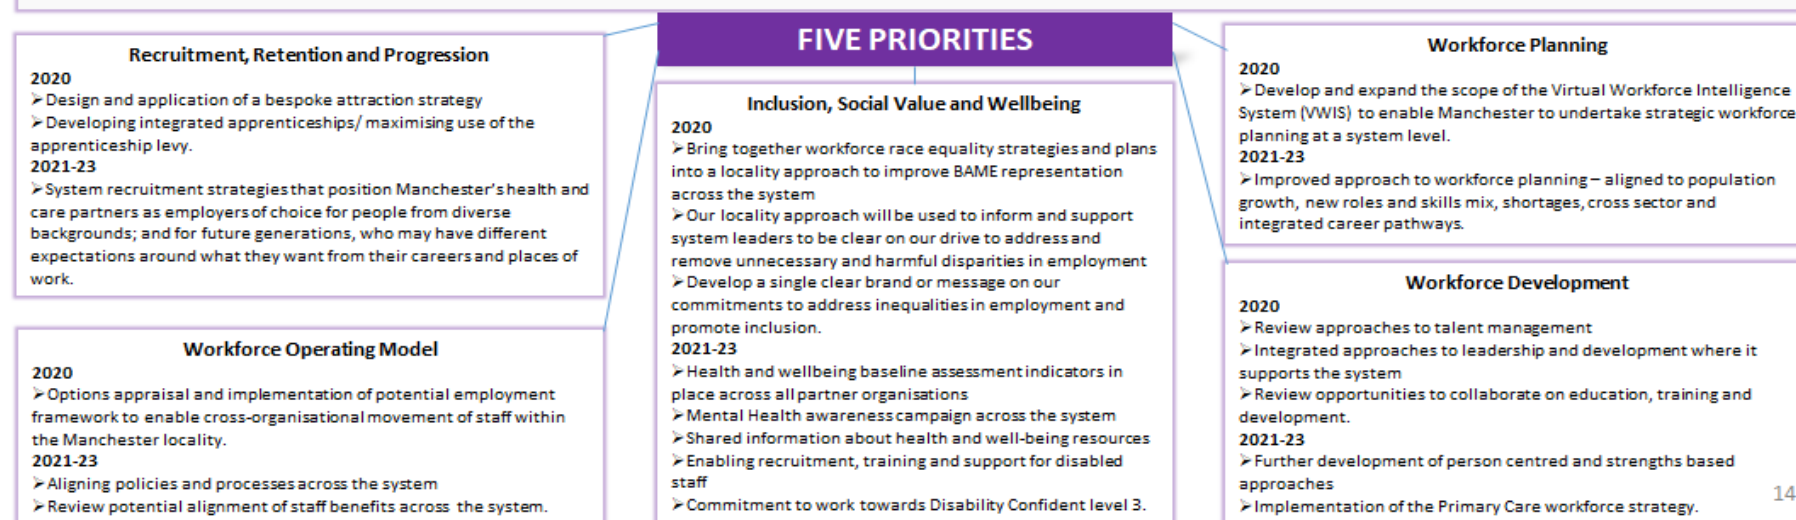 FIVE PRIORITIES
Recruitment, Retention and Progression
2020
➢Design and application of a bespoke attraction strategy
➢Developing integrated apprenticeships/ maximising use of the
apprenticeship levy.
2021-23
➢System recruitment strategies that position Manchester's health and
care partners as employers of choice for people from diverse
backgrounds; and for future generations, who may have different
expectations around what they want from their careers and places of
work.
Workforce Operating Model
2020
➢Options appraisal and implementation of potential employment
framework to enable cross-organisational movement of staff within
the Manchester locality.
2021-23
➢Aligning policies and processes across the system
➢Review potential alignment of staff benefits across the system.
Inclusion, Social Value and Wellbeing
2020
➢Bring together workforce race equality strategies and plans
into a locality approach to improve BAME representation
across the system
➢Our locality approach will be used to inform and support
system leaders to be clear on our drive to address and
remove unnecessary and harmful disparities in employment
➢Develop a single clear brand or message on our
commitments to address inequalities in employment and
promote inclusion.
2021-23
➢Health and wellbeing baseline assessment indicators in
place across all partner organisations
➢Mental Health awareness campaign across the system
➢Shared information about health and well-being resources
➢Enabling recruitment, training and support for disabled
staff
➢Commitment to work towards Disability Confident level 3.
Workforce Planning
2020
➢Develop and expand the scope of the Virtual Workforce Intelligence
System (VWIS) to enable Manchester to undertake strategic workforce
planning at a system level.
2021-23
➢Improved approach to workforce planning – aligned to population
growth, new roles and skills mix, shortages, cross sector and
integrated career pathways.
Workforce Development
2020
➢Review approaches to talent management
➢Integrated approaches to leadership and development where it
supports the system
➢Review opportunities to collaborate on education, training and
development.
2021-23
➢Further development of person centred and strengths based
approaches
➢Implementation of the Primary Care workforce strategy.
14